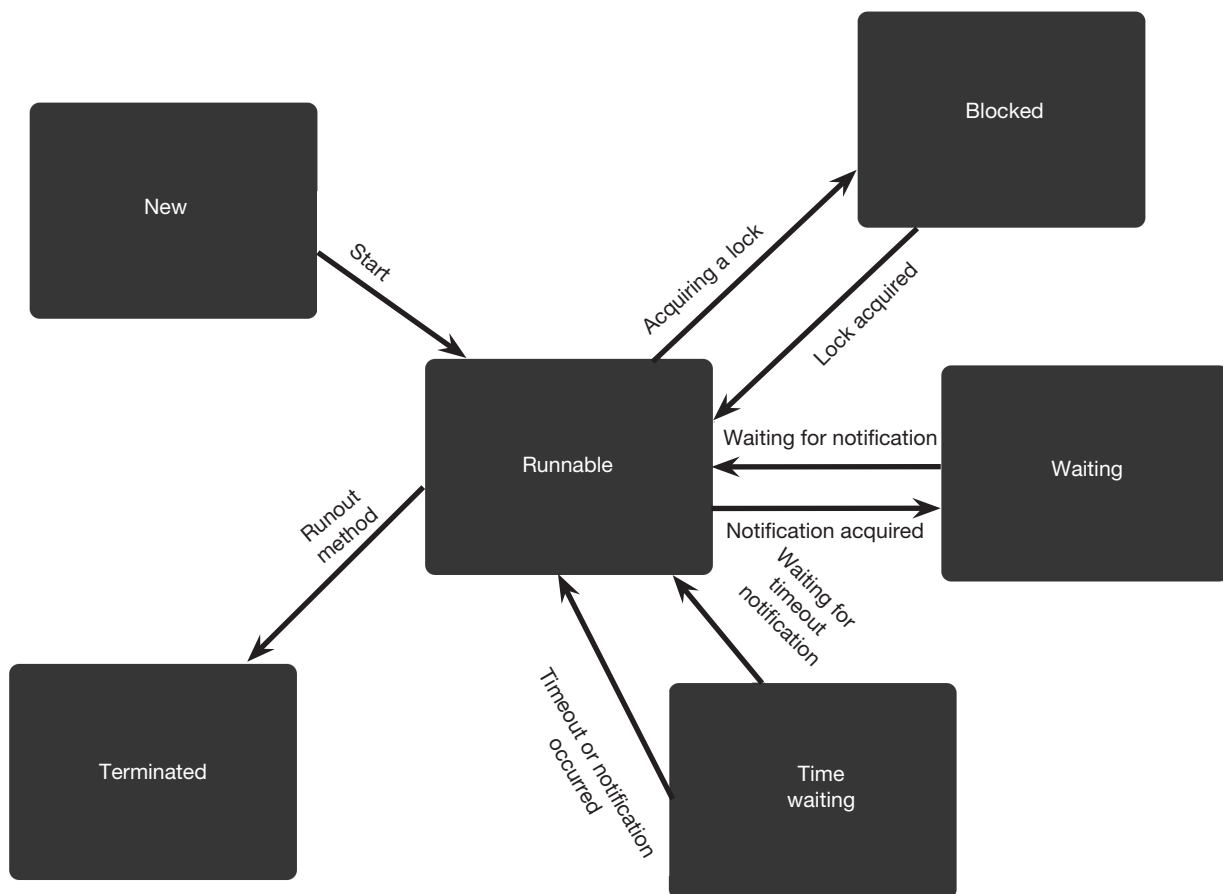 Blocked
New
Start
Acquiring a lock
Lock acquired
Runnable
Waiting for notification
Waiting
Notification acquired
Runout
method
Waiting for
timeout
notification
Timeout or notification
occurred
Terminated
Time
waiting